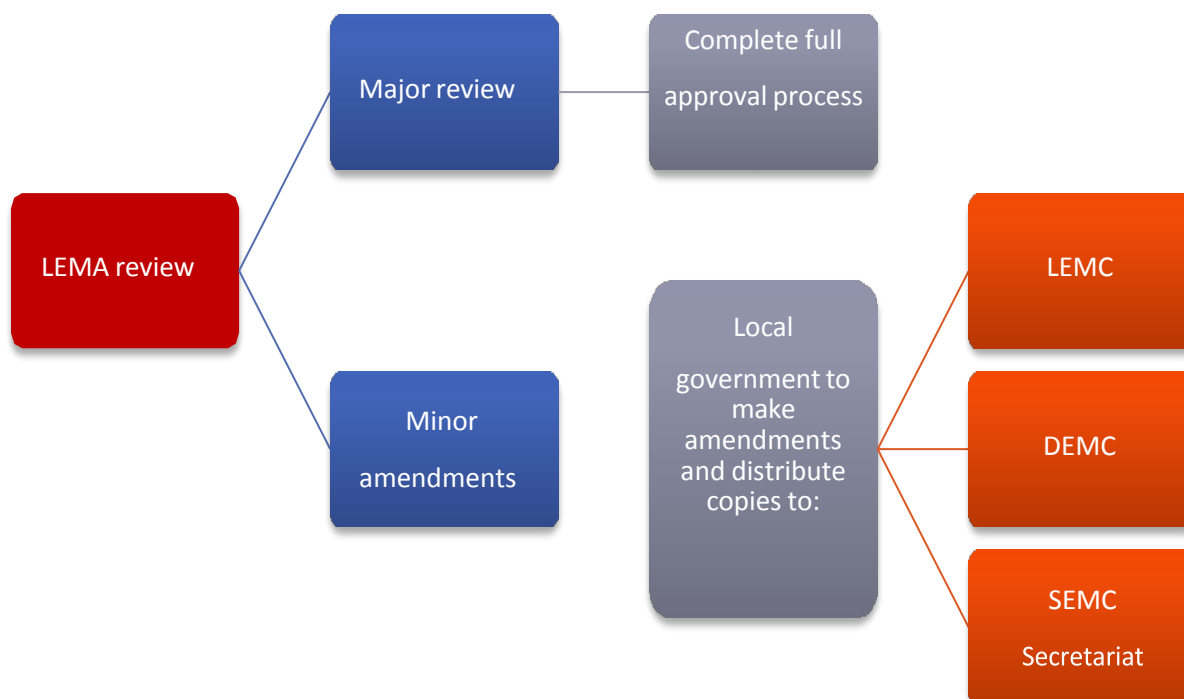 Major review
Complete full
approval process
LEMA review
Minor
amendments
Local
government to
make
amendments
and distribute
copies to:
LEMC
DEMC
SEMC
Secretariat